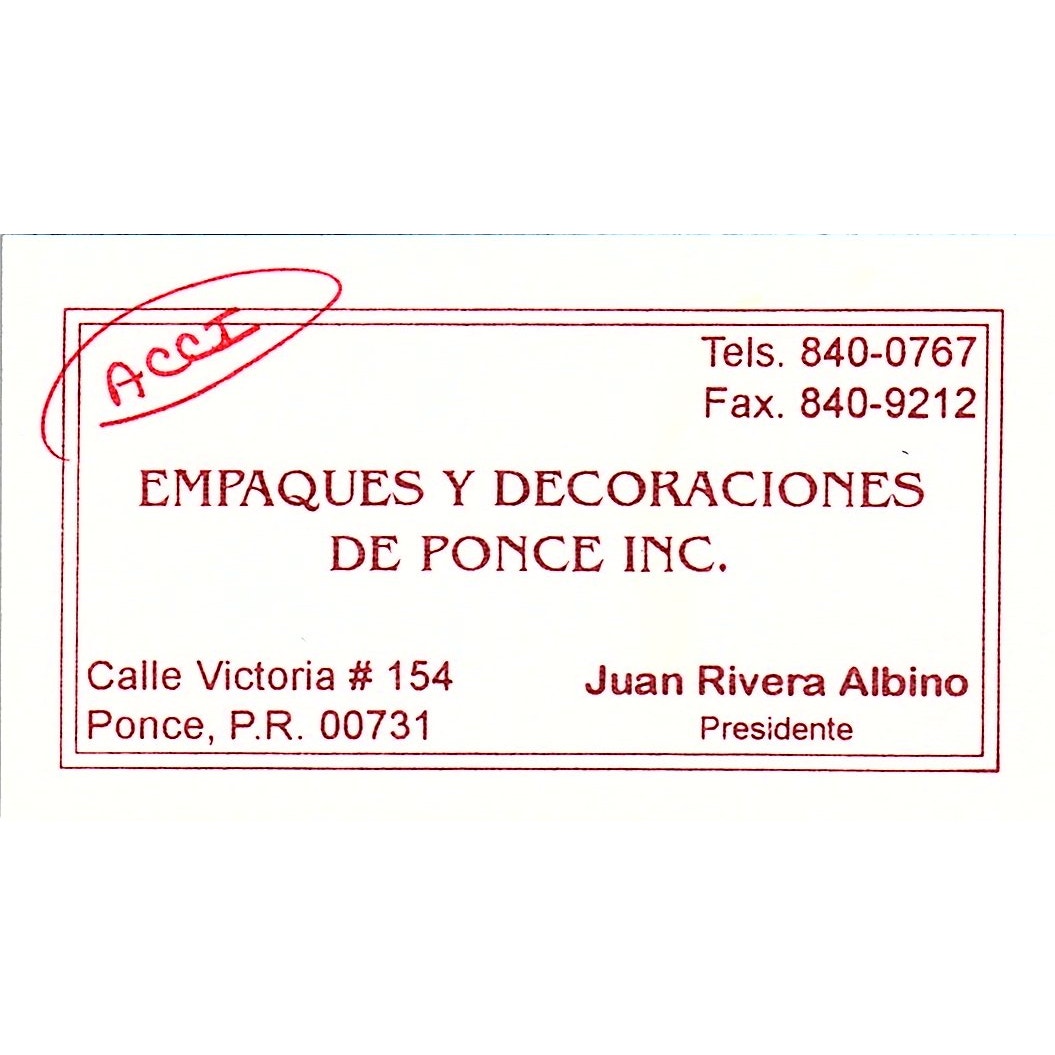 ACCI
Tels. 840-0767
Fax. 840-9212
EMPAQUES Y DECORACIONES
DE PONCE INC.
Calle Victoria # 154
Ponce, P.R. 00731
Juan Rivera Albino
Presidente